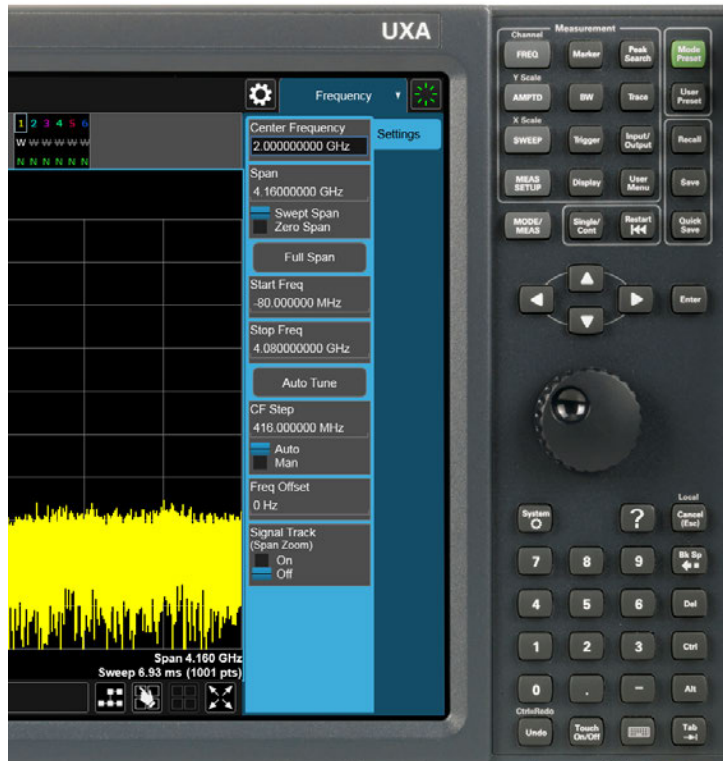 UXA
Frequency
1 2 3 4 5 6
W W W W W W
N N N N N N
Center Frequency
2.000000000 GHz
Settings
Span
4.16000000 GHz
Swept Span
Zero Span
Full Span
Start Freq
-80.000000 MHz
Stop Freq
4.080000000 GHz
Auto Tune
CF Step
416.000000 MHz
Auto
Man
Freq Offset
0 Hz
Signal Track
(Span Zoom)
On
Off
Span 4.160 GHz
Sweep 6.93 ms (1001 pts)
Measurement
Channel
FREQ
Marker
Peak
Search
Mode
Preset
Y Scale
AMPTD
BW
Trace
User
Preset
X Scale
SWEEP
Trigger
Input/
Output
Recall
MEAS
SETUP
Display
User
Menu
Save
MODE/
MEAS
Single/
Cont
Restart
Quick
Save
Enter
Local
System
?
Cancel
(Esc)
7 8 9
Bk Sp
4 5 6
Del
1 2 3
Ctrl
0 . −
Alt
Ctrl=Redo
Undo
Touch
On/Off
Tab